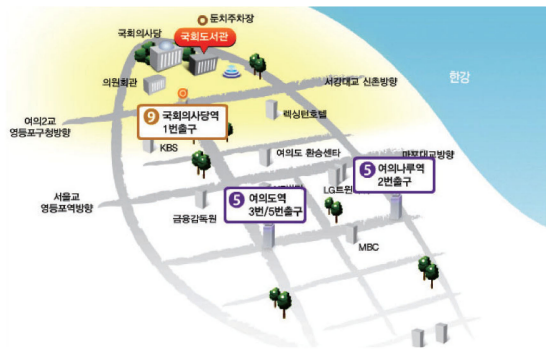 둔치주차장
국회의사당
국회도서관
한강
의원회관
서강대교 신촌방향
9 국회의사당역
1번출구
렉싱턴호텔
여의2교
영등포구청방향
KBS
여의도 환승센타
마포대교방향
5 여의나루역
2번출구
LG트윈
서울교
영등포역방향
5 여의도역
3번/5번출구
금융감독원
MBC